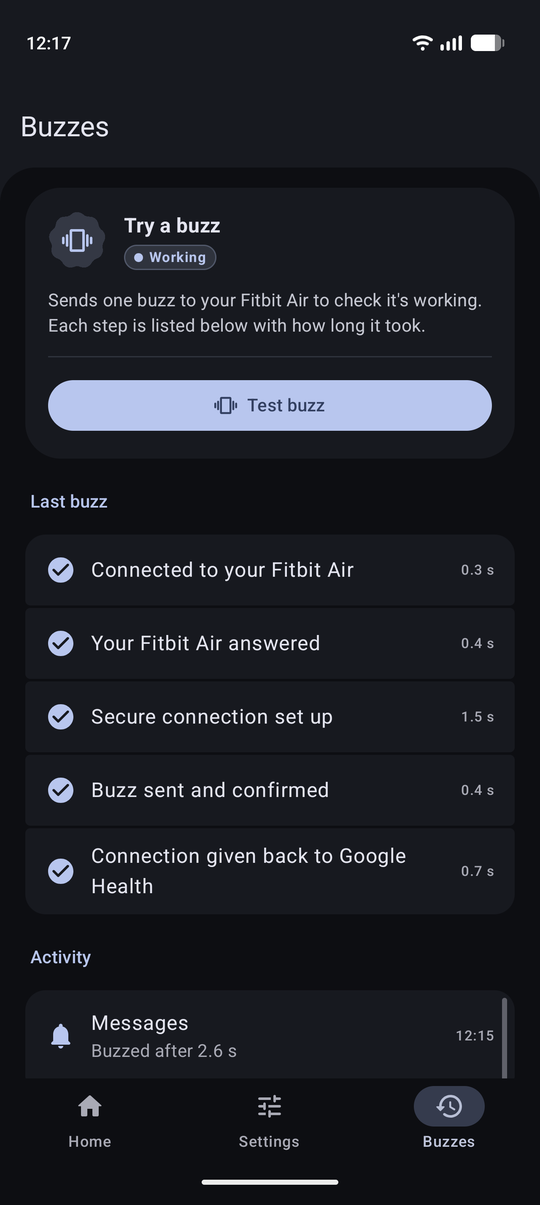 12:17
Buzzes
Try a buzz
Working
Sends one buzz to your Fitbit Air to check it's working.
Each step is listed below with how long it took.
Test buzz
Last buzz
Connected to your Fitbit Air 0.3 s
Your Fitbit Air answered 0.4 s
Secure connection set up 1.5 s
Buzz sent and confirmed 0.4 s
Connection given back to Google
Health 0.7 s
Activity
Messages 12:15
Buzzed after 2.6 s
Home Settings Buzzes